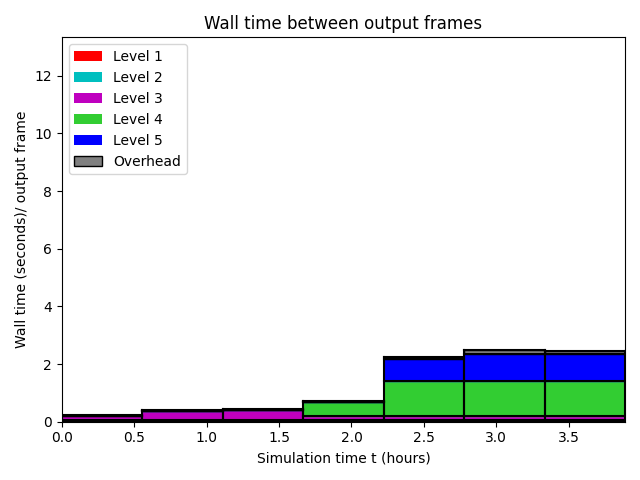 Wall time between output frames
Wall time (seconds)/ output frame
12
10
8
6
4
2
0
Level 1
Level 2
Level 3
Level 4
Level 5
Overhead
0.0 0.5 1.0 1.5 2.0 2.5 3.0 3.5
Simulation time t (hours)